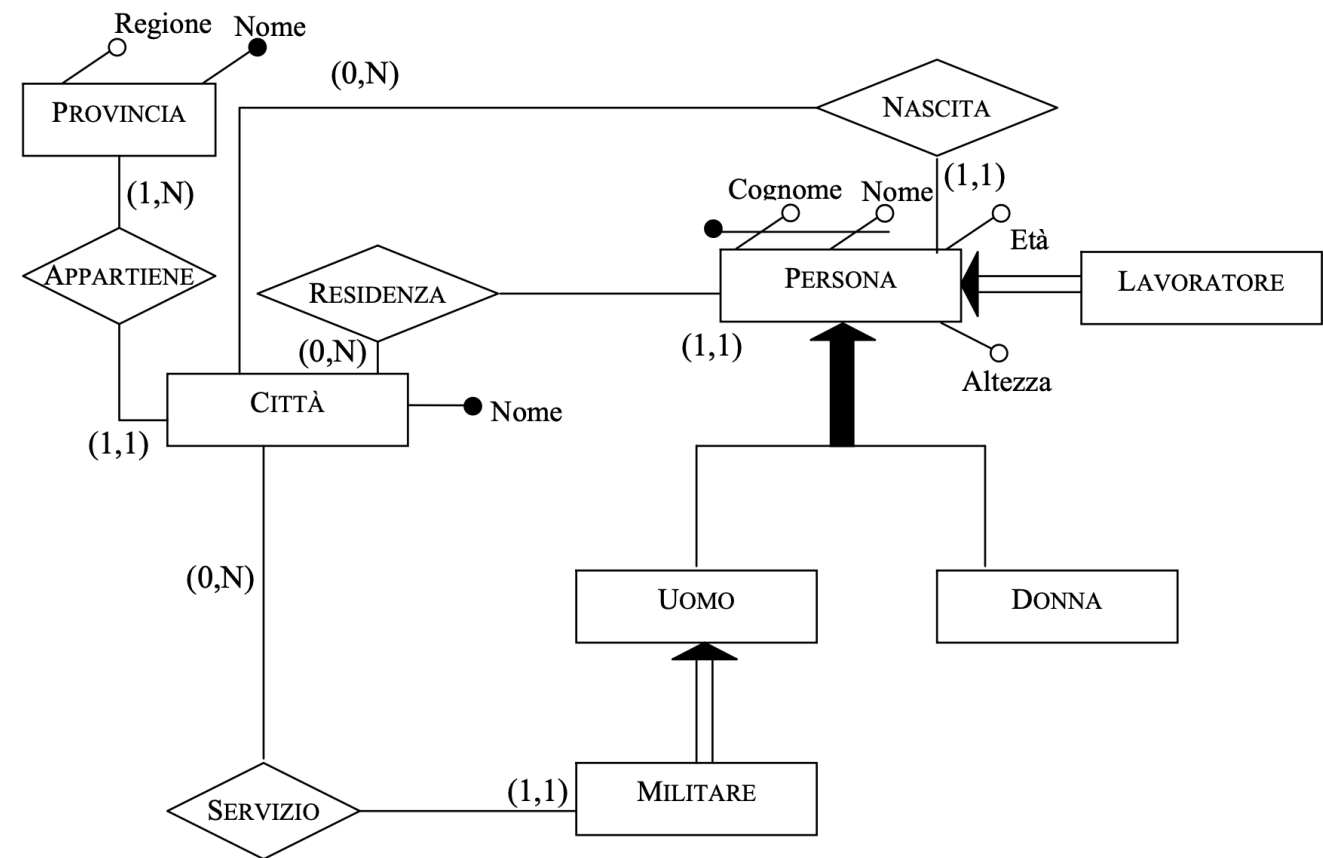 Regione Nome
(0,N)
PROVINCIA
NASCITA
(1,N)
(1,1)
Cognome Nome
Età
APPARTIENE
RESIDENZA
PERSONA
LAVORATORE
(0,N)
(1,1)
Altezza
CITTÀ
Nome
(1,1)
(0,N)
UOMO
DONNA
(1,1)
MILITARE
SERVIZIO